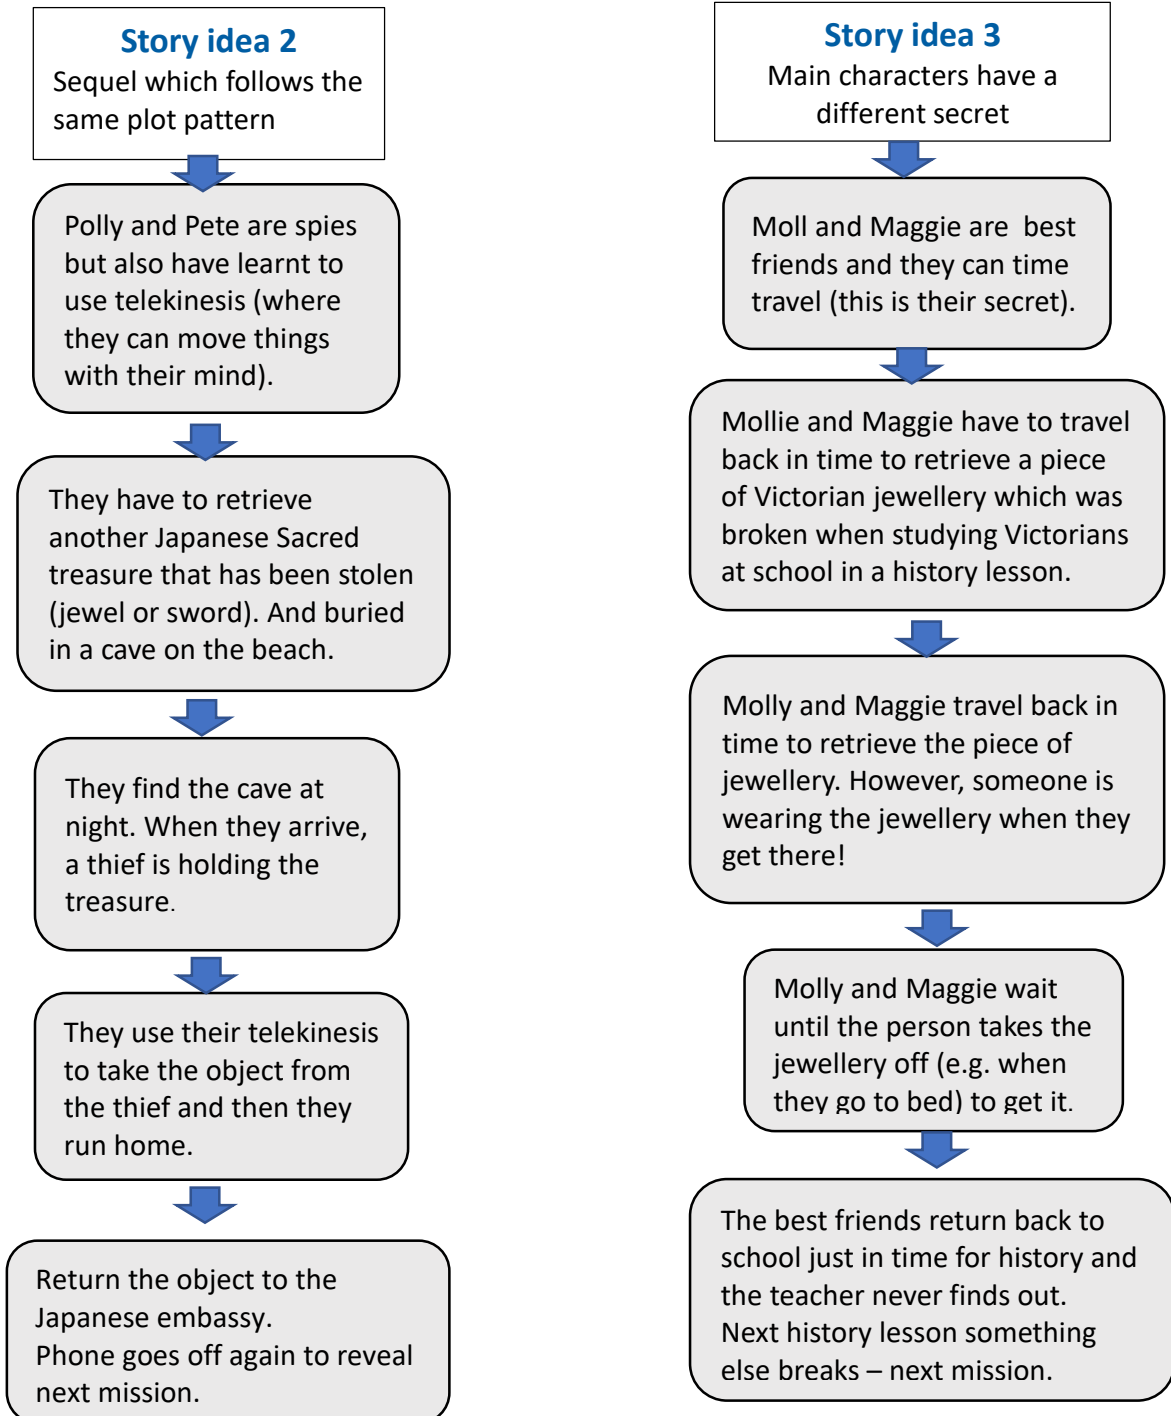 Story idea 2
Sequel which follows the
same plot pattern
Polly and Pete are spies
but also have learnt to
use telekinesis (where
they can move things
with their mind).
They have to retrieve
another Japanese Sacred
treasure that has been stolen
(jewel or sword). And buried
in a cave on the beach.
They find the cave at
night. When they arrive,
a thief is holding the
treasure.
They use their telekinesis
to take the object from
the thief and then they
run home.
Return the object to the
Japanese embassy.
Phone goes off again to reveal
next mission.
Story idea 3
Main characters have a
different secret
Moll and Maggie are best
friends and they can time
travel (this is their secret).
Mollie and Maggie have to travel
back in time to retrieve a piece
of Victorian jewellery which was
broken when studying Victorians
at school in a history lesson.
Molly and Maggie travel back in
time to retrieve the piece of
jewellery. However, someone is
wearing the jewellery when they
get there!
Molly and Maggie wait
until the person takes the
jewellery off (e.g. when
they go to bed) to get it.
The best friends return back to
school just in time for history and
the teacher never finds out.
Next history lesson something
else breaks – next mission.